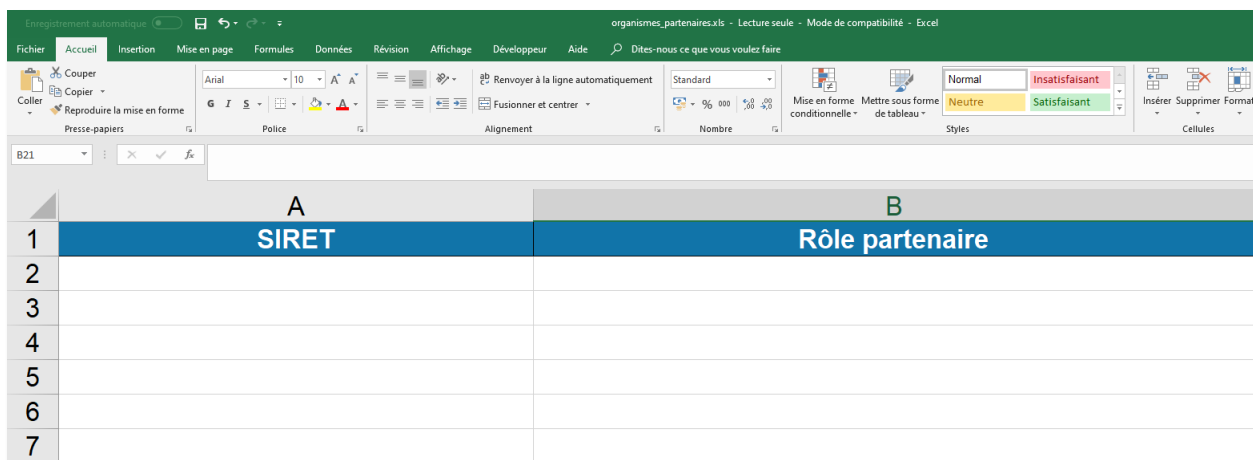 Enregistrement automatique
organismes_partenaires.xls - Lecture seule - Mode de compatibilité - Excel
Fichier Accueil Insertion Mise en page Formules Données Révision Affichage Développeur Aide Dites-nous ce que vous voulez faire
Coller
Couper
Copier
Reproduire la mise en forme
Presse-papiers
Arial 10 A A
G I S A
Police
ab Renvoyer à la ligne automatiquement
Fusionner et centrer
Alignement
Standard
% 000 ,00 ,0
Nombre
Mise en forme conditionnelle
Mettre sous forme de tableau
Normal Insatisfaisant
Neutre Satisfaisant
Styles
Insérer Supprimer Format
Cellules
B21 fx
A B
1 SIRET Rôle partenaire
2
3
4
5
6
7